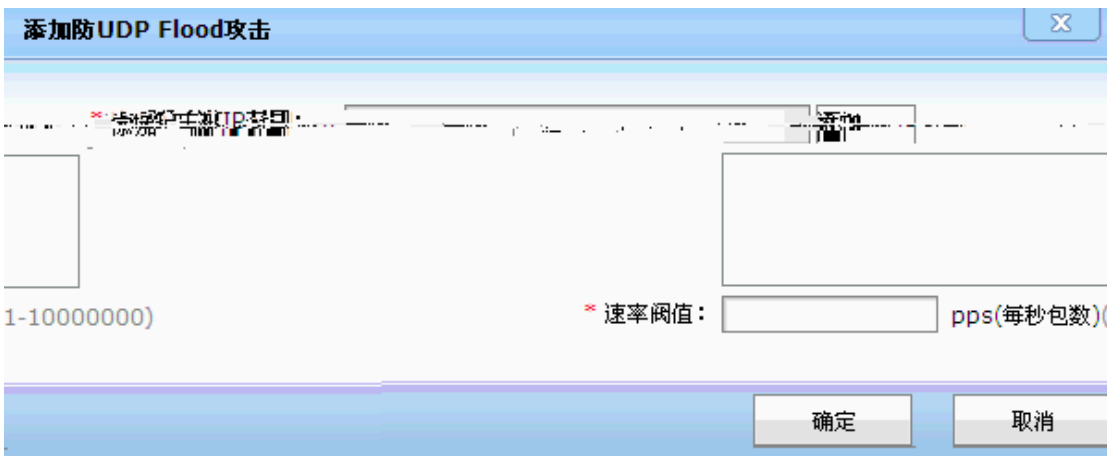 添加防UDP Flood攻击
速率阀值：
pps(每秒包数)(
1-10000000)
确定
取消